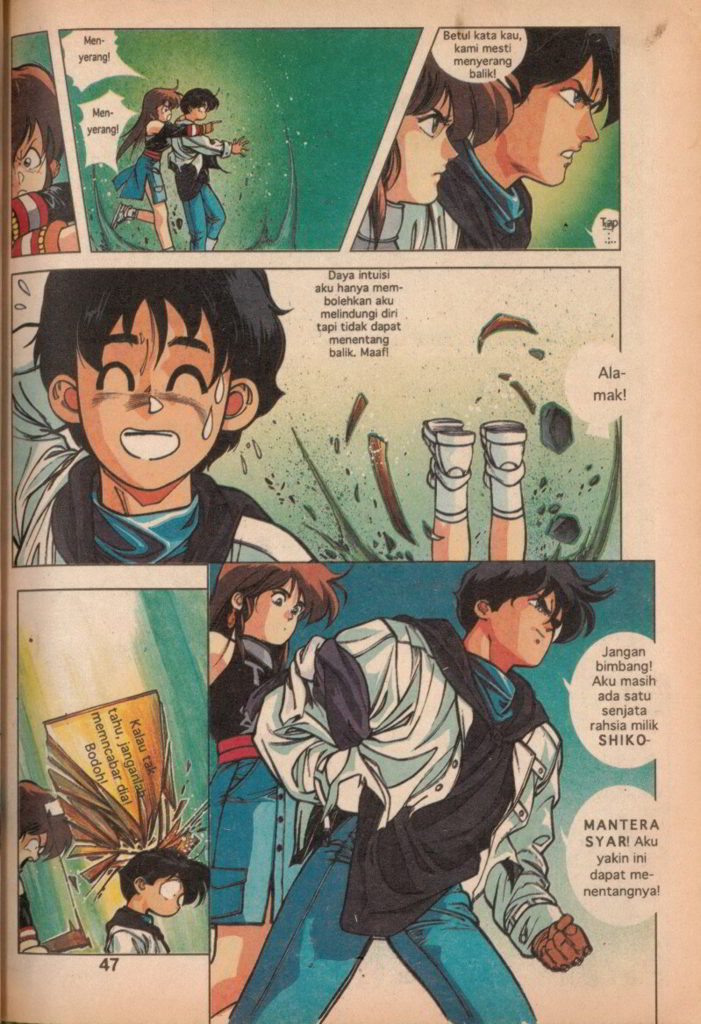 Men-
yerang!
Men-
yerang!
Betul kata kau,
kami mesti
menyerang
balik!
Tap
Daya intuisi
aku hanya mem-
bolehkan aku
melindungi diri
tapi tidak dapat
menentang
balik. Maaf!
Ala-
mak!
Kalau tak
tahu, janganlah
memncabar dia!
Bodoh!
Jangan
bimbang!
Aku masih
ada satu
senjata
rahsia milik
SHIKO-
MANTERA
SYAR! Aku
yakin ini
dapat me-
nentangnya!
47